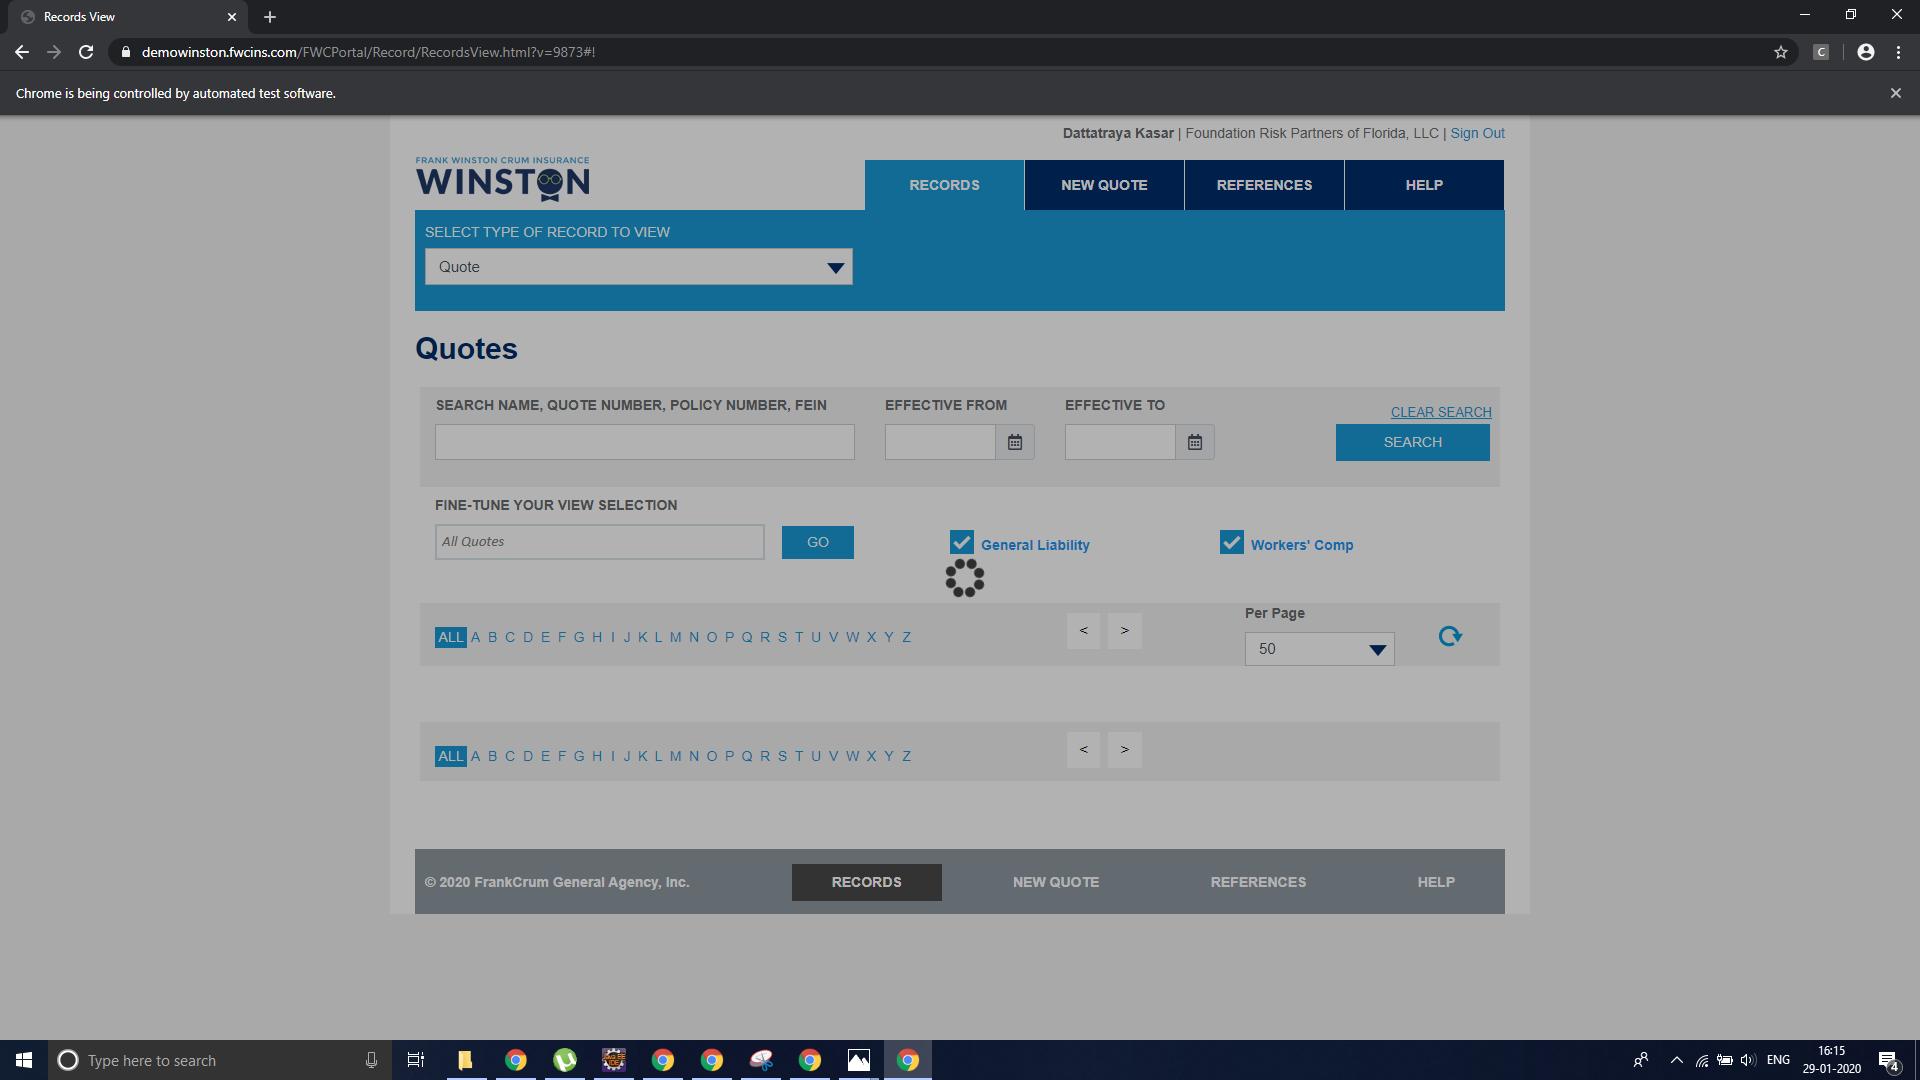 Records View
demowinston.fwcins.com/FWCPortal/Record/RecordsView.html?v=9873#!
C
Chrome is being controlled by automated test software.
Dattatraya Kasar | Foundation Risk Partners of Florida, LLC | Sign Out
FRANK WINSTON CRUM INSURANCE
WINSTON
RECORDS NEW QUOTE REFERENCES HELP
SELECT TYPE OF RECORD TO VIEW
Quote
Quotes
SEARCH NAME, QUOTE NUMBER, POLICY NUMBER, FEIN EFFECTIVE FROM EFFECTIVE TO
CLEAR SEARCH
SEARCH
FINE-TUNE YOUR VIEW SELECTION
All Quotes GO General Liability Workers' Comp
Per Page
ALL A B C D E F G H I J K L M N O P Q R S T U V W X Y Z < >
50
ALL A B C D E F G H I J K L M N O P Q R S T U V W X Y Z < >
© 2020 FrankCrum General Agency, Inc. RECORDS NEW QUOTE REFERENCES HELP
Type here to search
ENG
16:15
29-01-2020
4